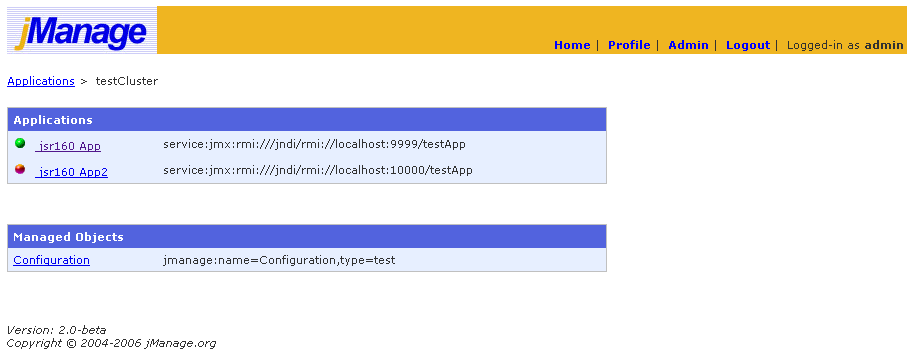 jManage
Home | Profile | Admin | Logout | Logged-in as admin
Applications > testCluster
Applications
jsr160 App service:jmx:rmi:///jndi/rmi://localhost:9999/testApp
jsr160 App2 service:jmx:rmi:///jndi/rmi://localhost:10000/testApp
Managed Objects
Configuration jmanage:name=Configuration,type=test
Version: 2.0-beta
Copyright © 2004-2006 jManage.org